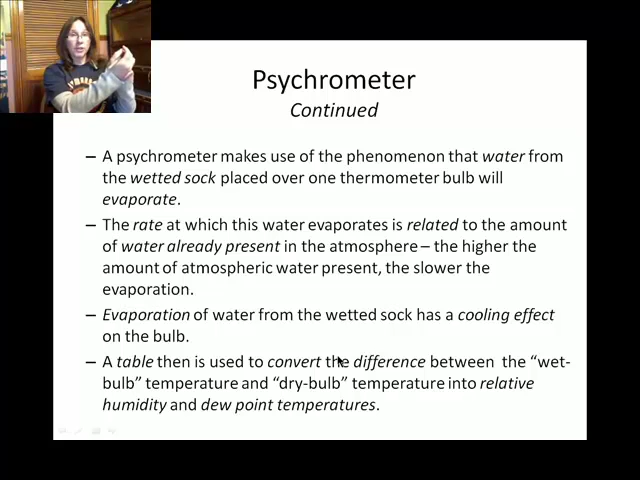 Psychrometer
Continued
– A psychrometer makes use of the phenomenon that water from
the wetted sock placed over one thermometer bulb will
evaporate.
– The rate at which this water evaporates is related to the amount
of water already present in the atmosphere – the higher the
amount of atmospheric water present, the slower the
evaporation.
– Evaporation of water from the wetted sock has a cooling effect
on the bulb.
– A table then is used to convert the difference between the “wet-
bulb” temperature and “dry-bulb” temperature into relative
humidity and dew point temperatures.